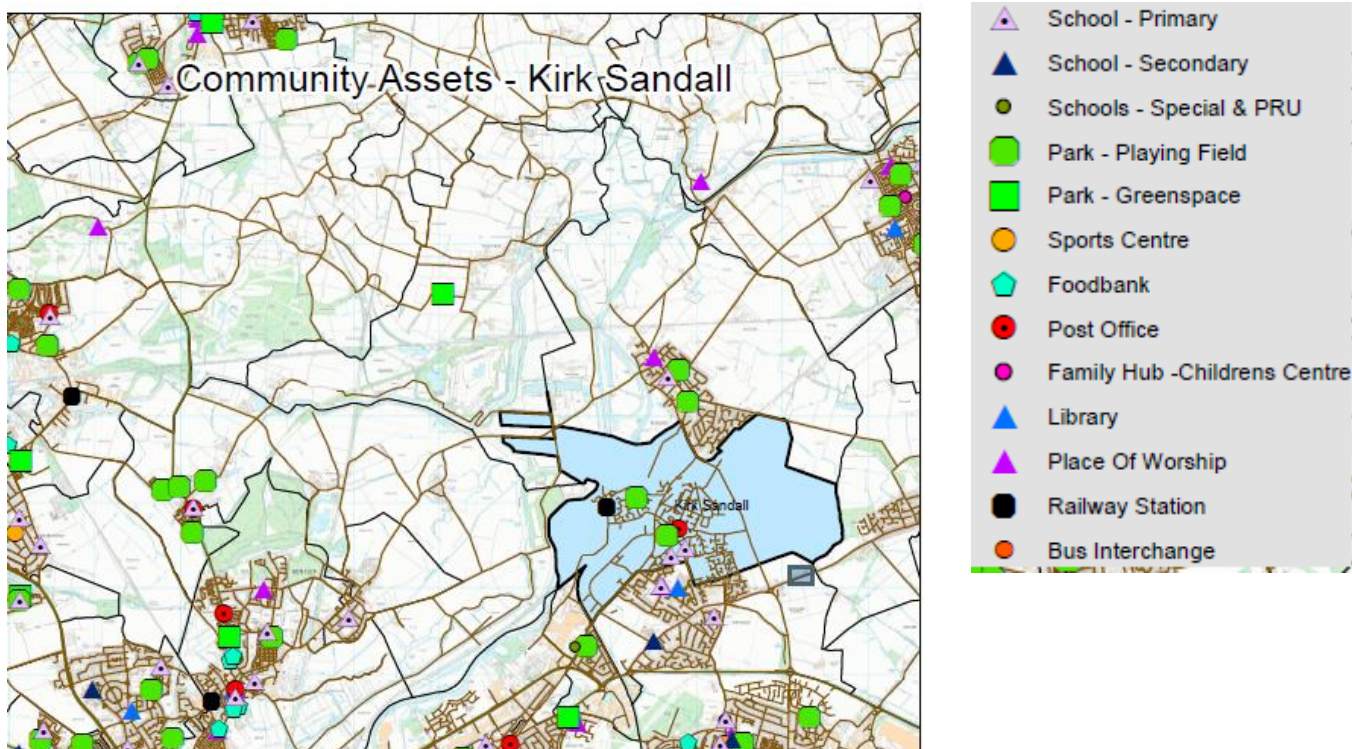 Community Assets - Kirk Sandall
Kirk Sandall
School - Primary
School - Secondary
Schools - Special & PRU
Park - Playing Field
Park - Greenspace
Sports Centre
Foodbank
Post Office
Family Hub -Childrens Centre
Library
Place Of Worship
Railway Station
Bus Interchange